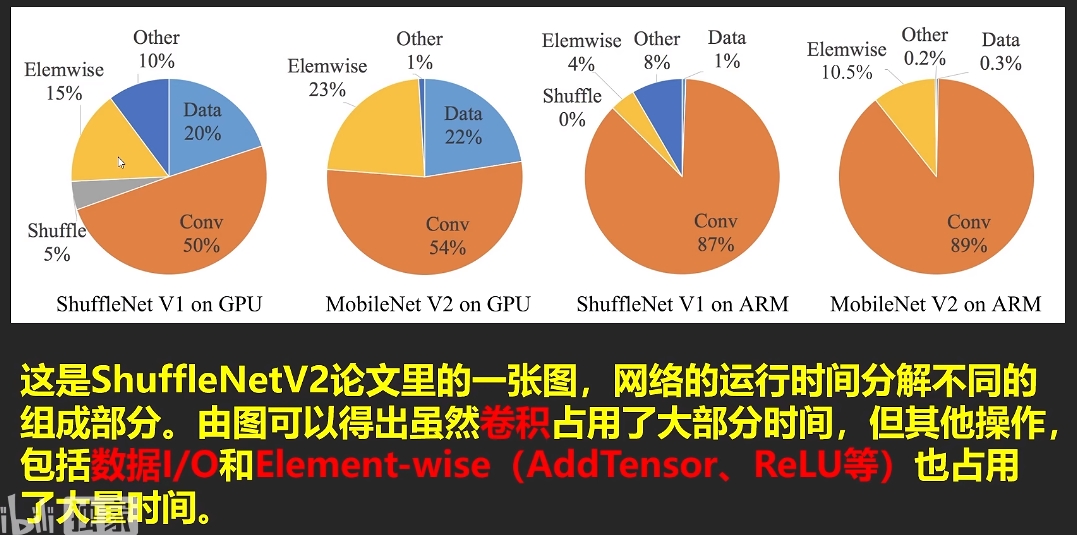 Other
10%
Elemwise
15%
Data
20%
Conv
50%
Shuffle
5%
ShuffleNet V1 on GPU
Other
1%
Elemwise
23%
Data
22%
Conv
54%
MobileNet V2 on GPU
Elemwise
4%
Other
8%
Data
1%
Shuffle
0%
Conv
87%
ShuffleNet V1 on ARM
Elemwise
10.5%
Other
0.2%
Data
0.3%
Conv
89%
MobileNet V2 on ARM
这是ShuffleNetV2论文里的一张图，网络的运行时间分解不同的
组成部分。由图可以得出虽然卷积占用了大部分时间，但其他操作，
包括数据I/O和Element-wise（AddTensor、ReLU等）也占用
了大量时间。